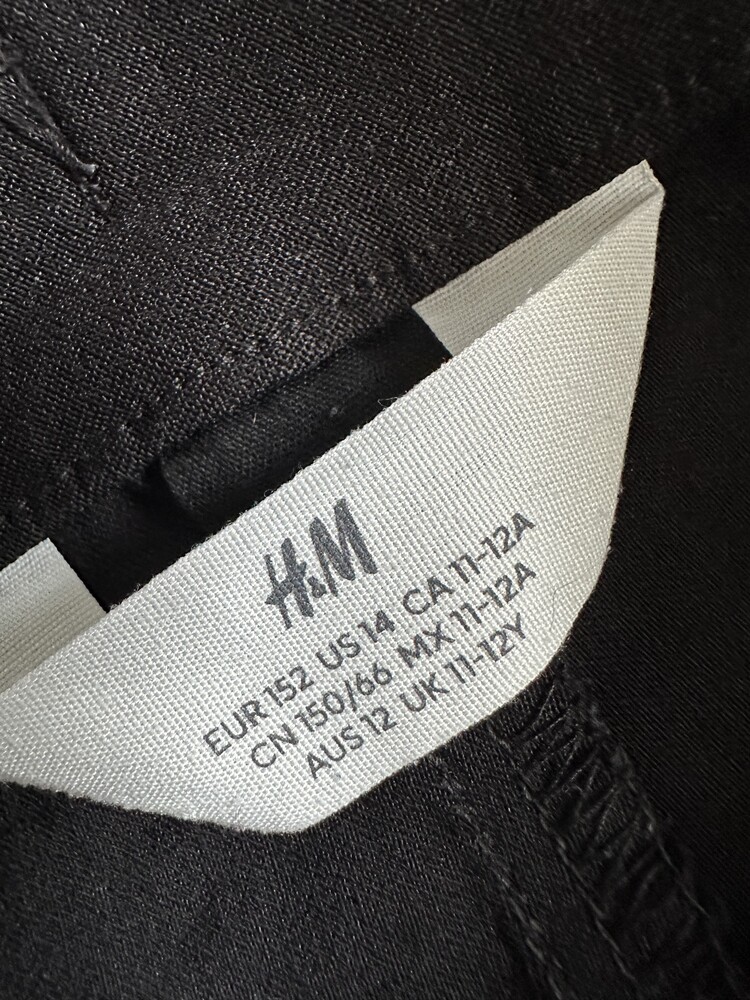 H&M
EUR 152 US 14 CA 11-12A
CN 150/66 MX 11-12A
AUS 12 UK 11-12Y